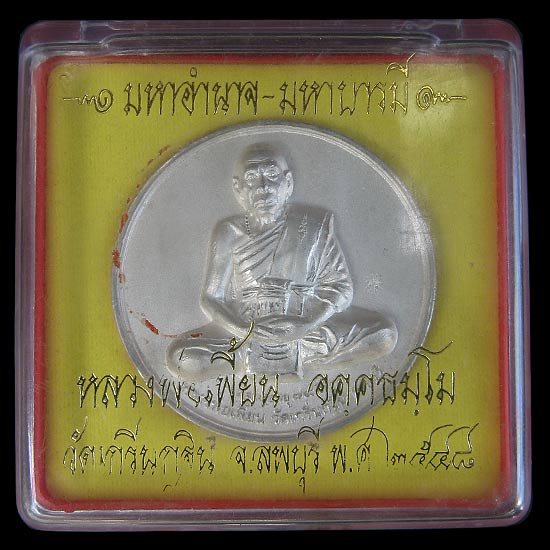 ๑ มหาอำนาจ-มหาบารมี ๑
หลวงพ่อเพี้ยน อคฺคธมฺโม
วัดเกริ่นกฐิน จ.ลพบุรี พ.ศ ๒๕๔๘